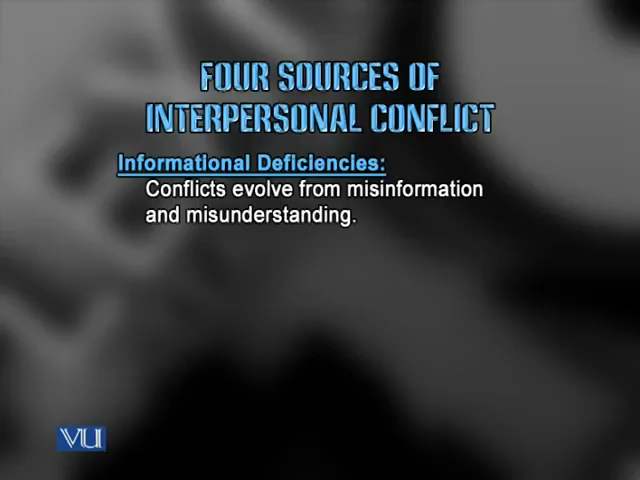 FOUR SOURCES OF
INTERPERSONAL CONFLICT
Informational Deficiencies:
Conflicts evolve from misinformation
and misunderstanding.
VU